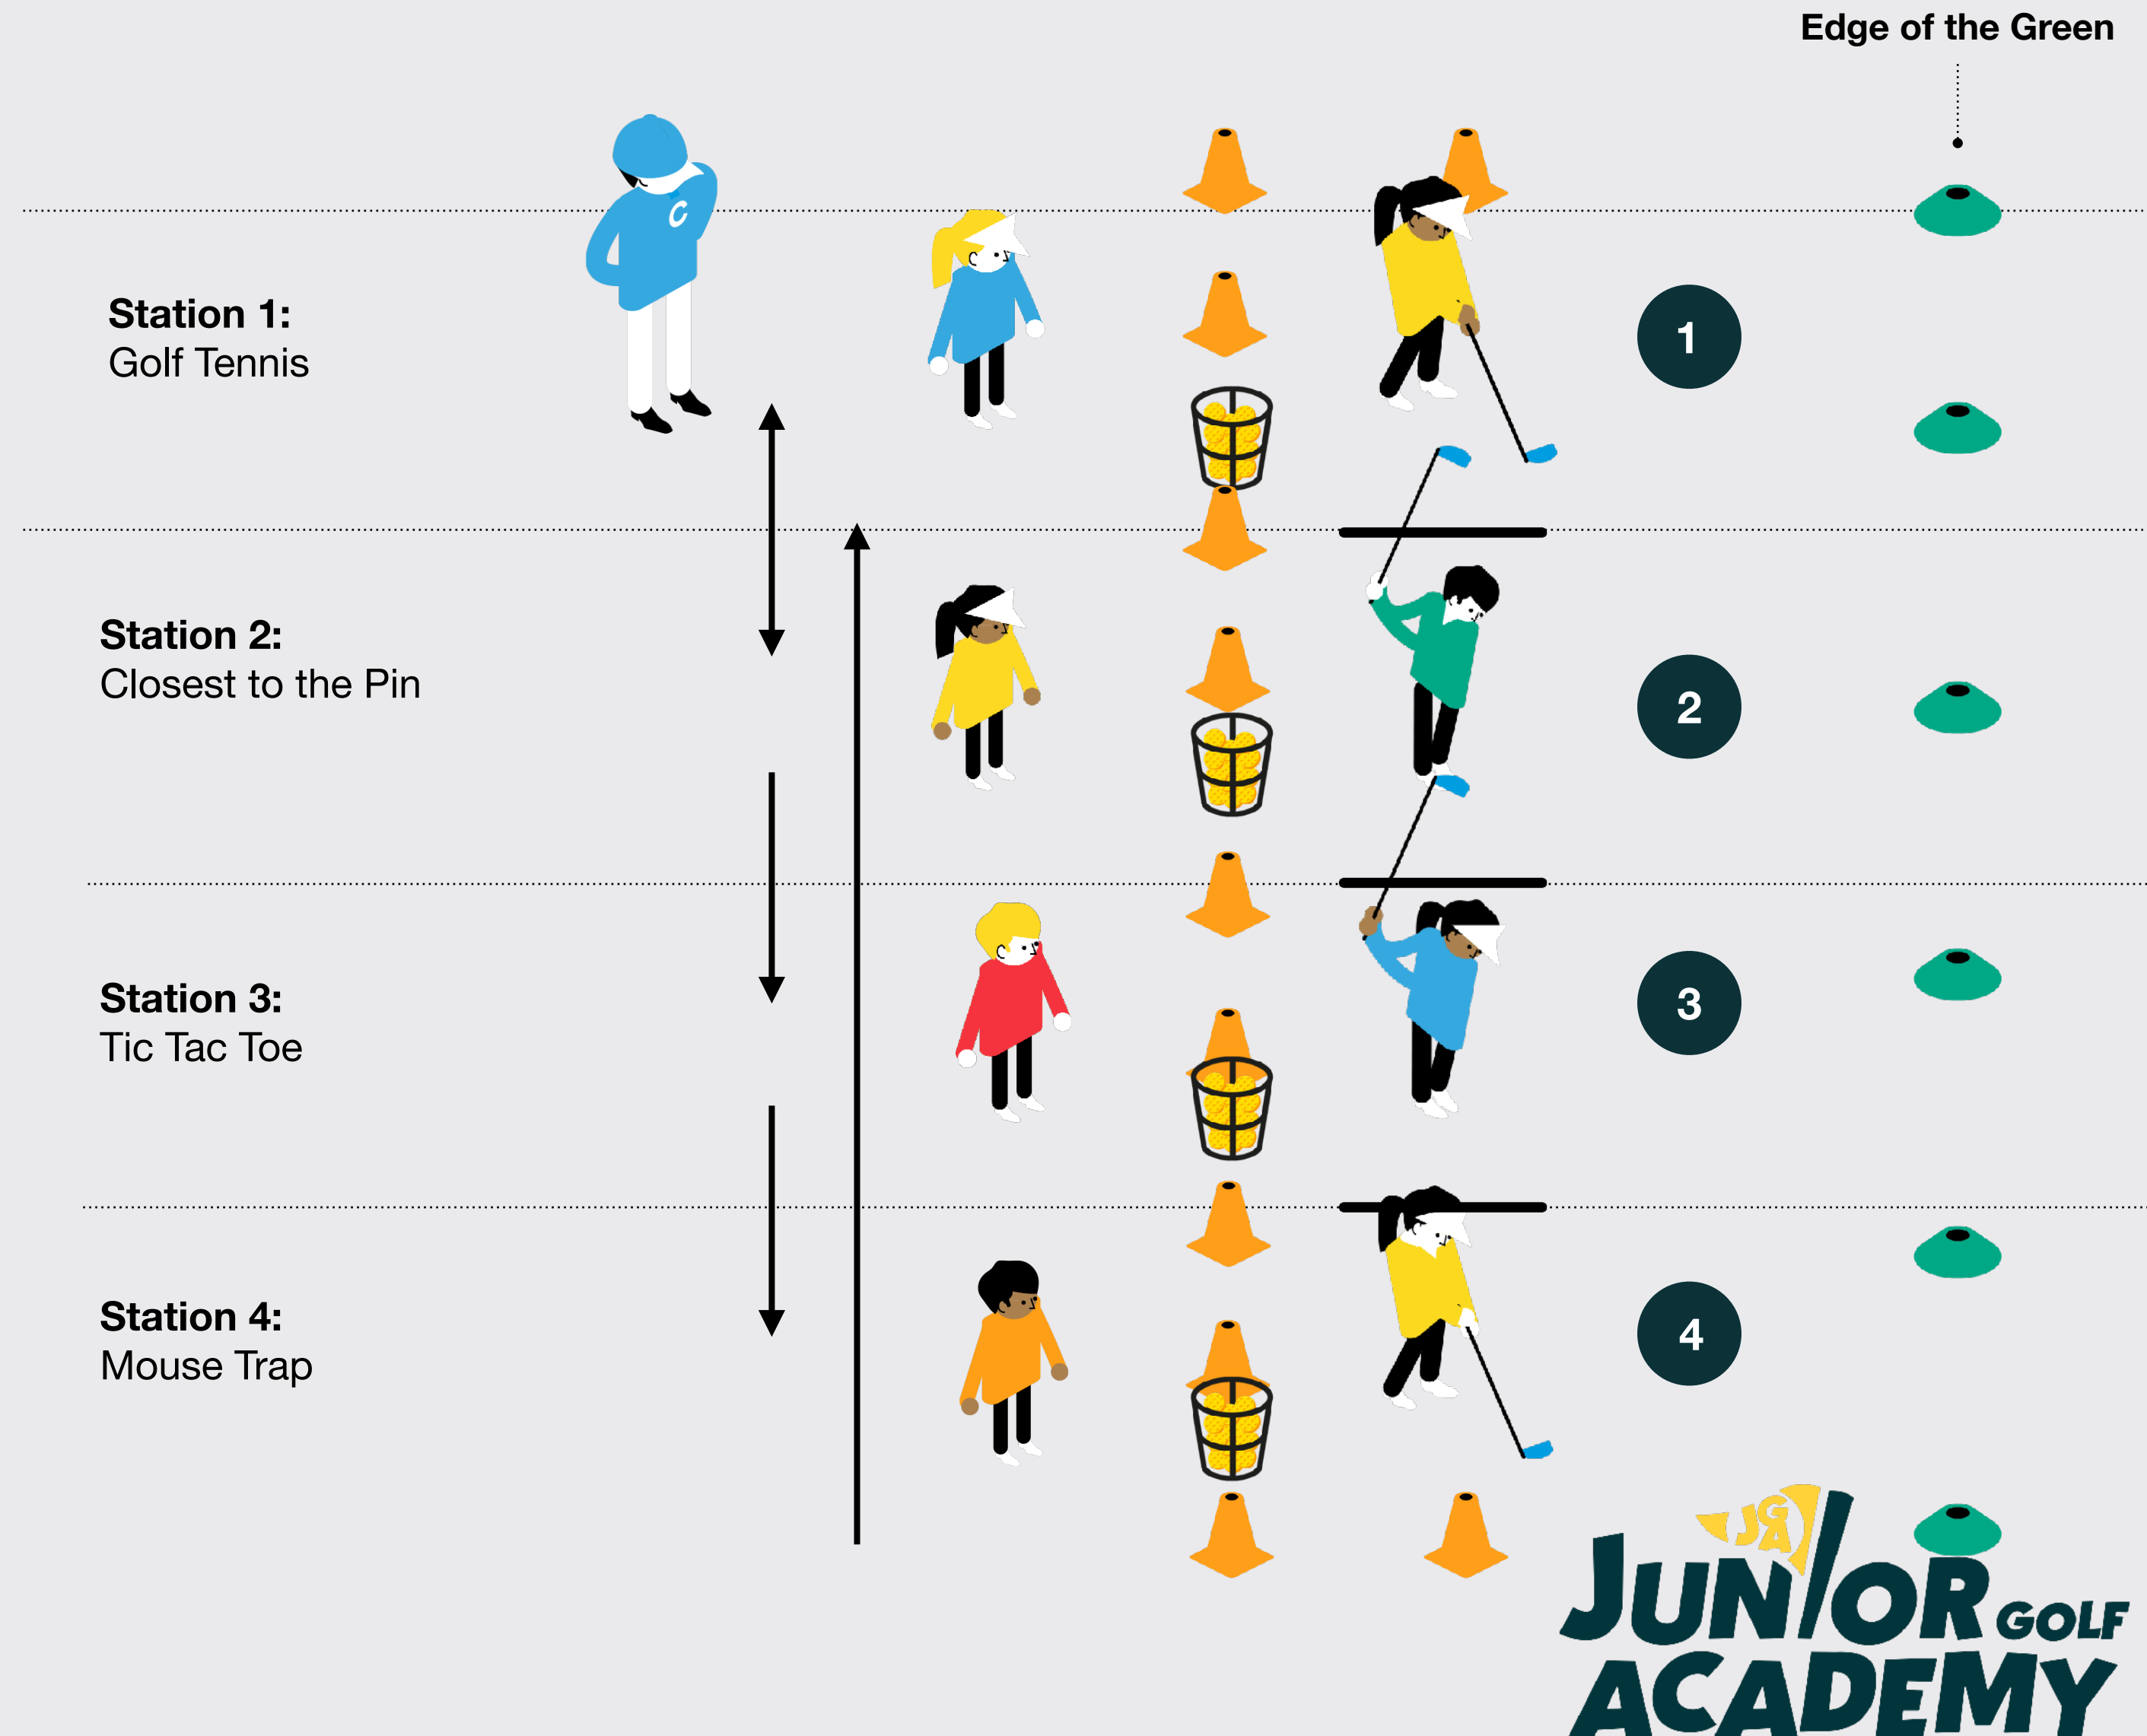 Edge of the Green
C
Station 1:
Golf Tennis
1
Station 2:
Closest to the Pin
2
Station 3:
Tic Tac Toe
3
Station 4:
Mouse Trap
4
JGA
JUNIOR GOLF
ACADEMY